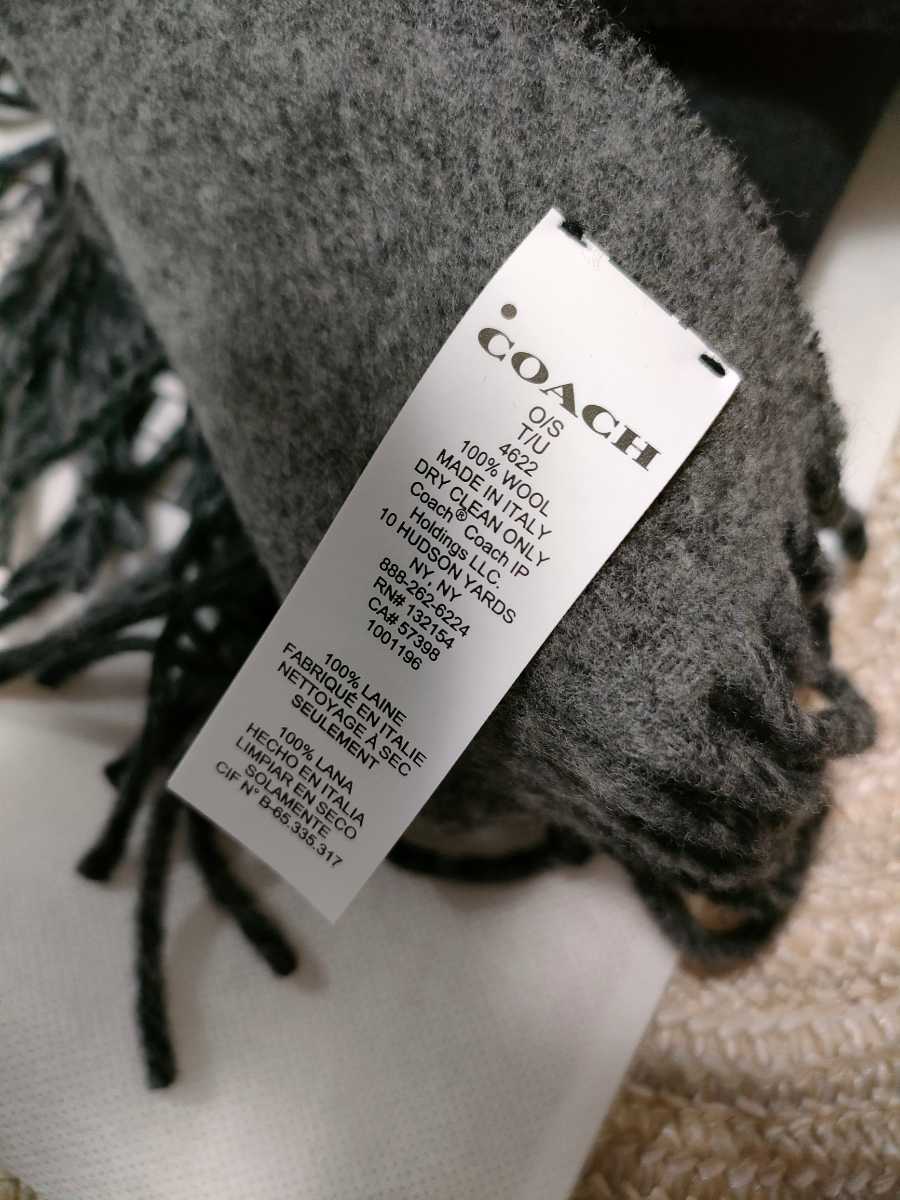 COACH
O/S
T/U
4622
100% WOOL
MADE IN ITALY
DRY CLEAN ONLY
Coach® Coach IP
Holdings LLC.
10 HUDSON YARDS
NY, NY
888-262-6224
RN# 132154
CA# 57398
1001196
100% LAINE
FABRIQUÉ EN ITALIE
NETTOYAGE À SEC
SEULEMENT
100% LANA
HECHO EN ITALIA
LIMPIAR EN SECO
SOLAMENTE
CIF N° B-65.335.317